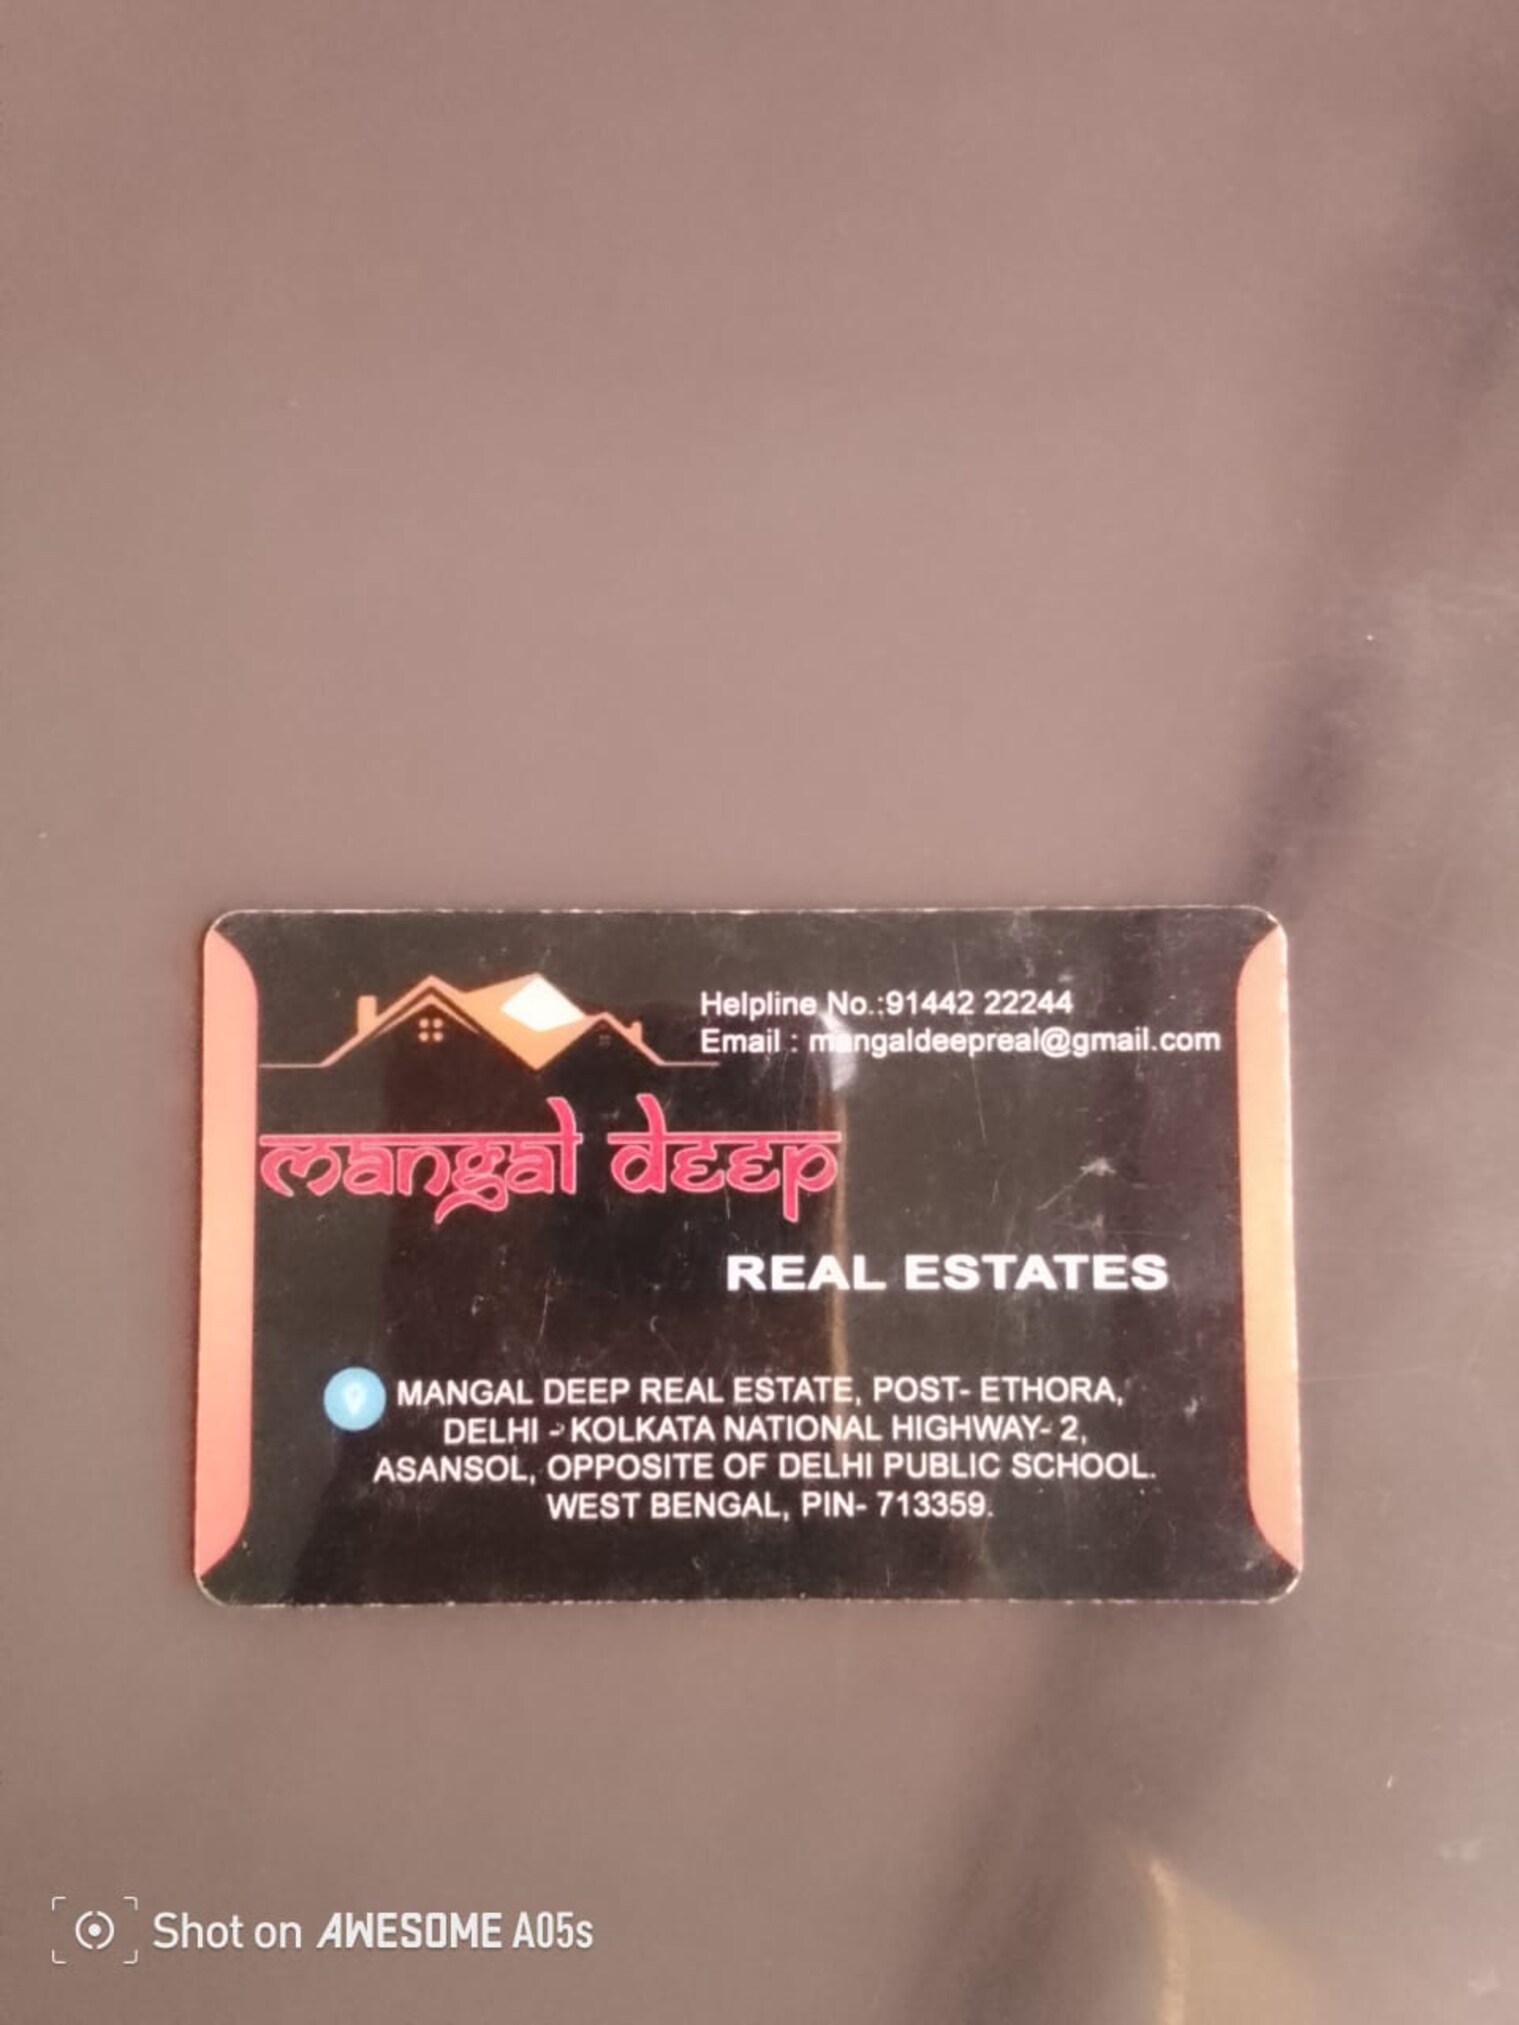 Helpline No.:91442 22244
Email : mangaldeepreal@gmail.com
mangal deep
REAL ESTATES
MANGAL DEEP REAL ESTATE, POST- ETHORA,
DELHI - KOLKATA NATIONAL HIGHWAY- 2,
ASANSOL, OPPOSITE OF DELHI PUBLIC SCHOOL.
WEST BENGAL, PIN- 713359.
Shot on AWESOME A05s